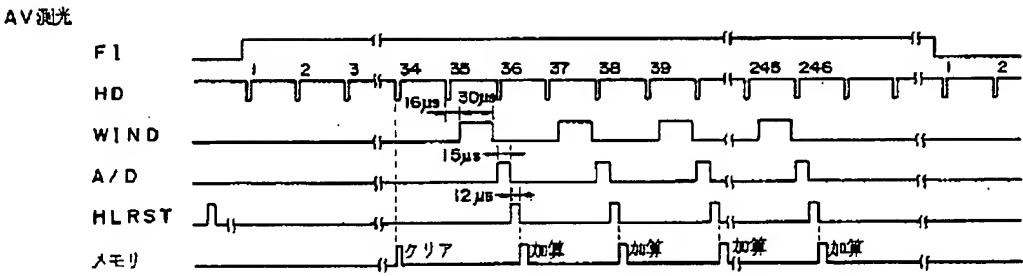 AV測光
FI
1 2 3 34 35 36 37 38 39 245 246 1 2
HD
16μs 30μs
WIND
15μs
A/D
12μs
HLRST
メモリ クリア 加算 加算 加算 加算